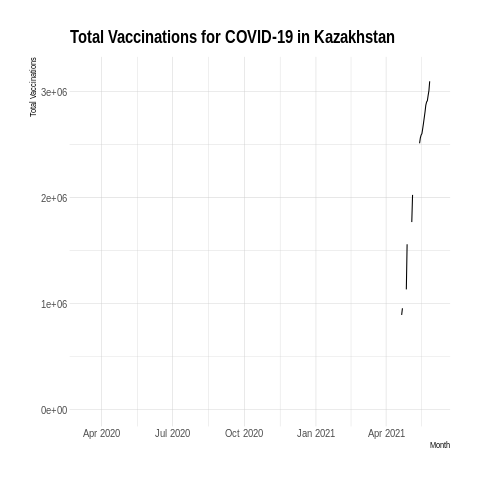 Total Vaccinations for COVID-19 in Kazakhstan
Total Vaccinations
3e+06
2e+06
1e+06
0e+00
Apr 2020 Jul 2020 Oct 2020 Jan 2021 Apr 2021
Month